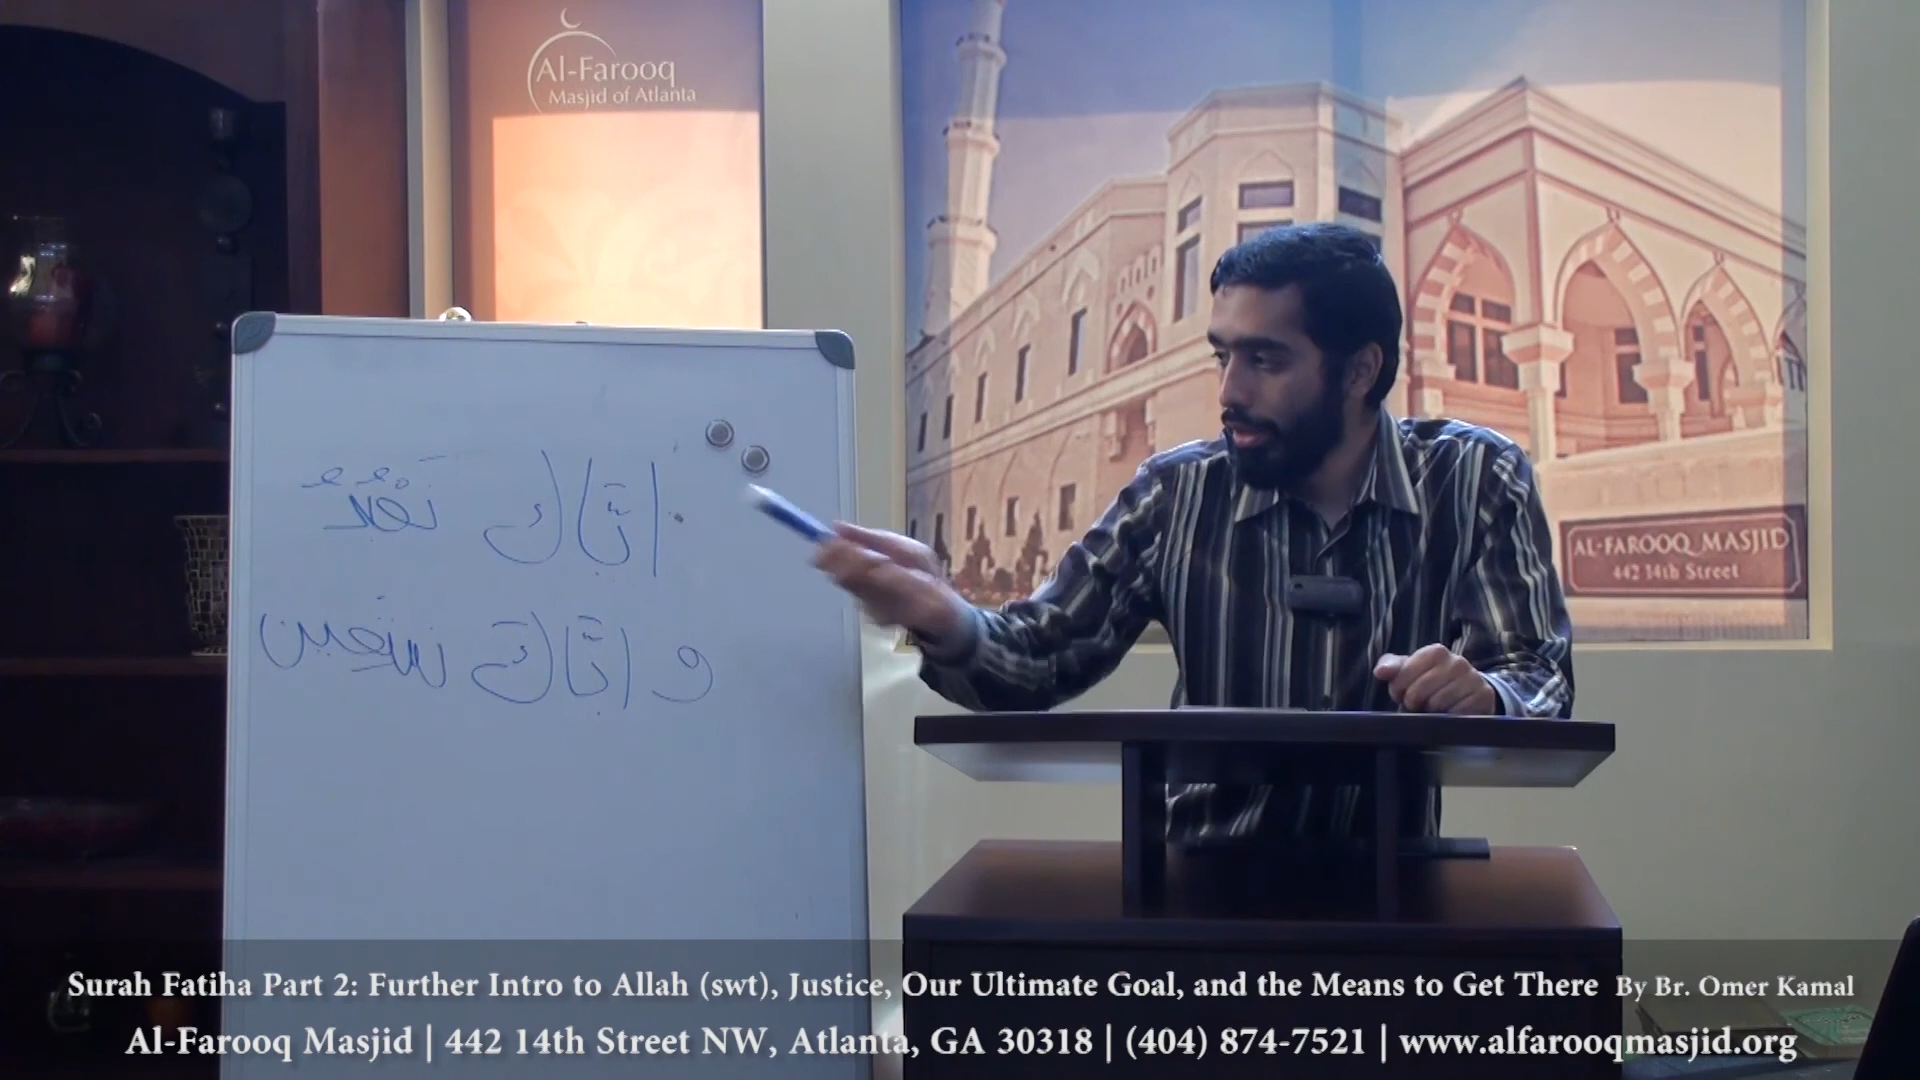 Al-Farooq
Masjid of Atlanta
اياك نعبد
و اياك نستعين
AL-FAROOQ MASJID
442 14th Street
Surah Fatiha Part 2: Further Intro to Allah (swt), Justice, Our Ultimate Goal, and the Means to Get There By Br. Omer Kamal
Al-Farooq Masjid | 442 14th Street NW, Atlanta, GA 30318 | (404) 874-7521 | www.alfarooqmasjid.org